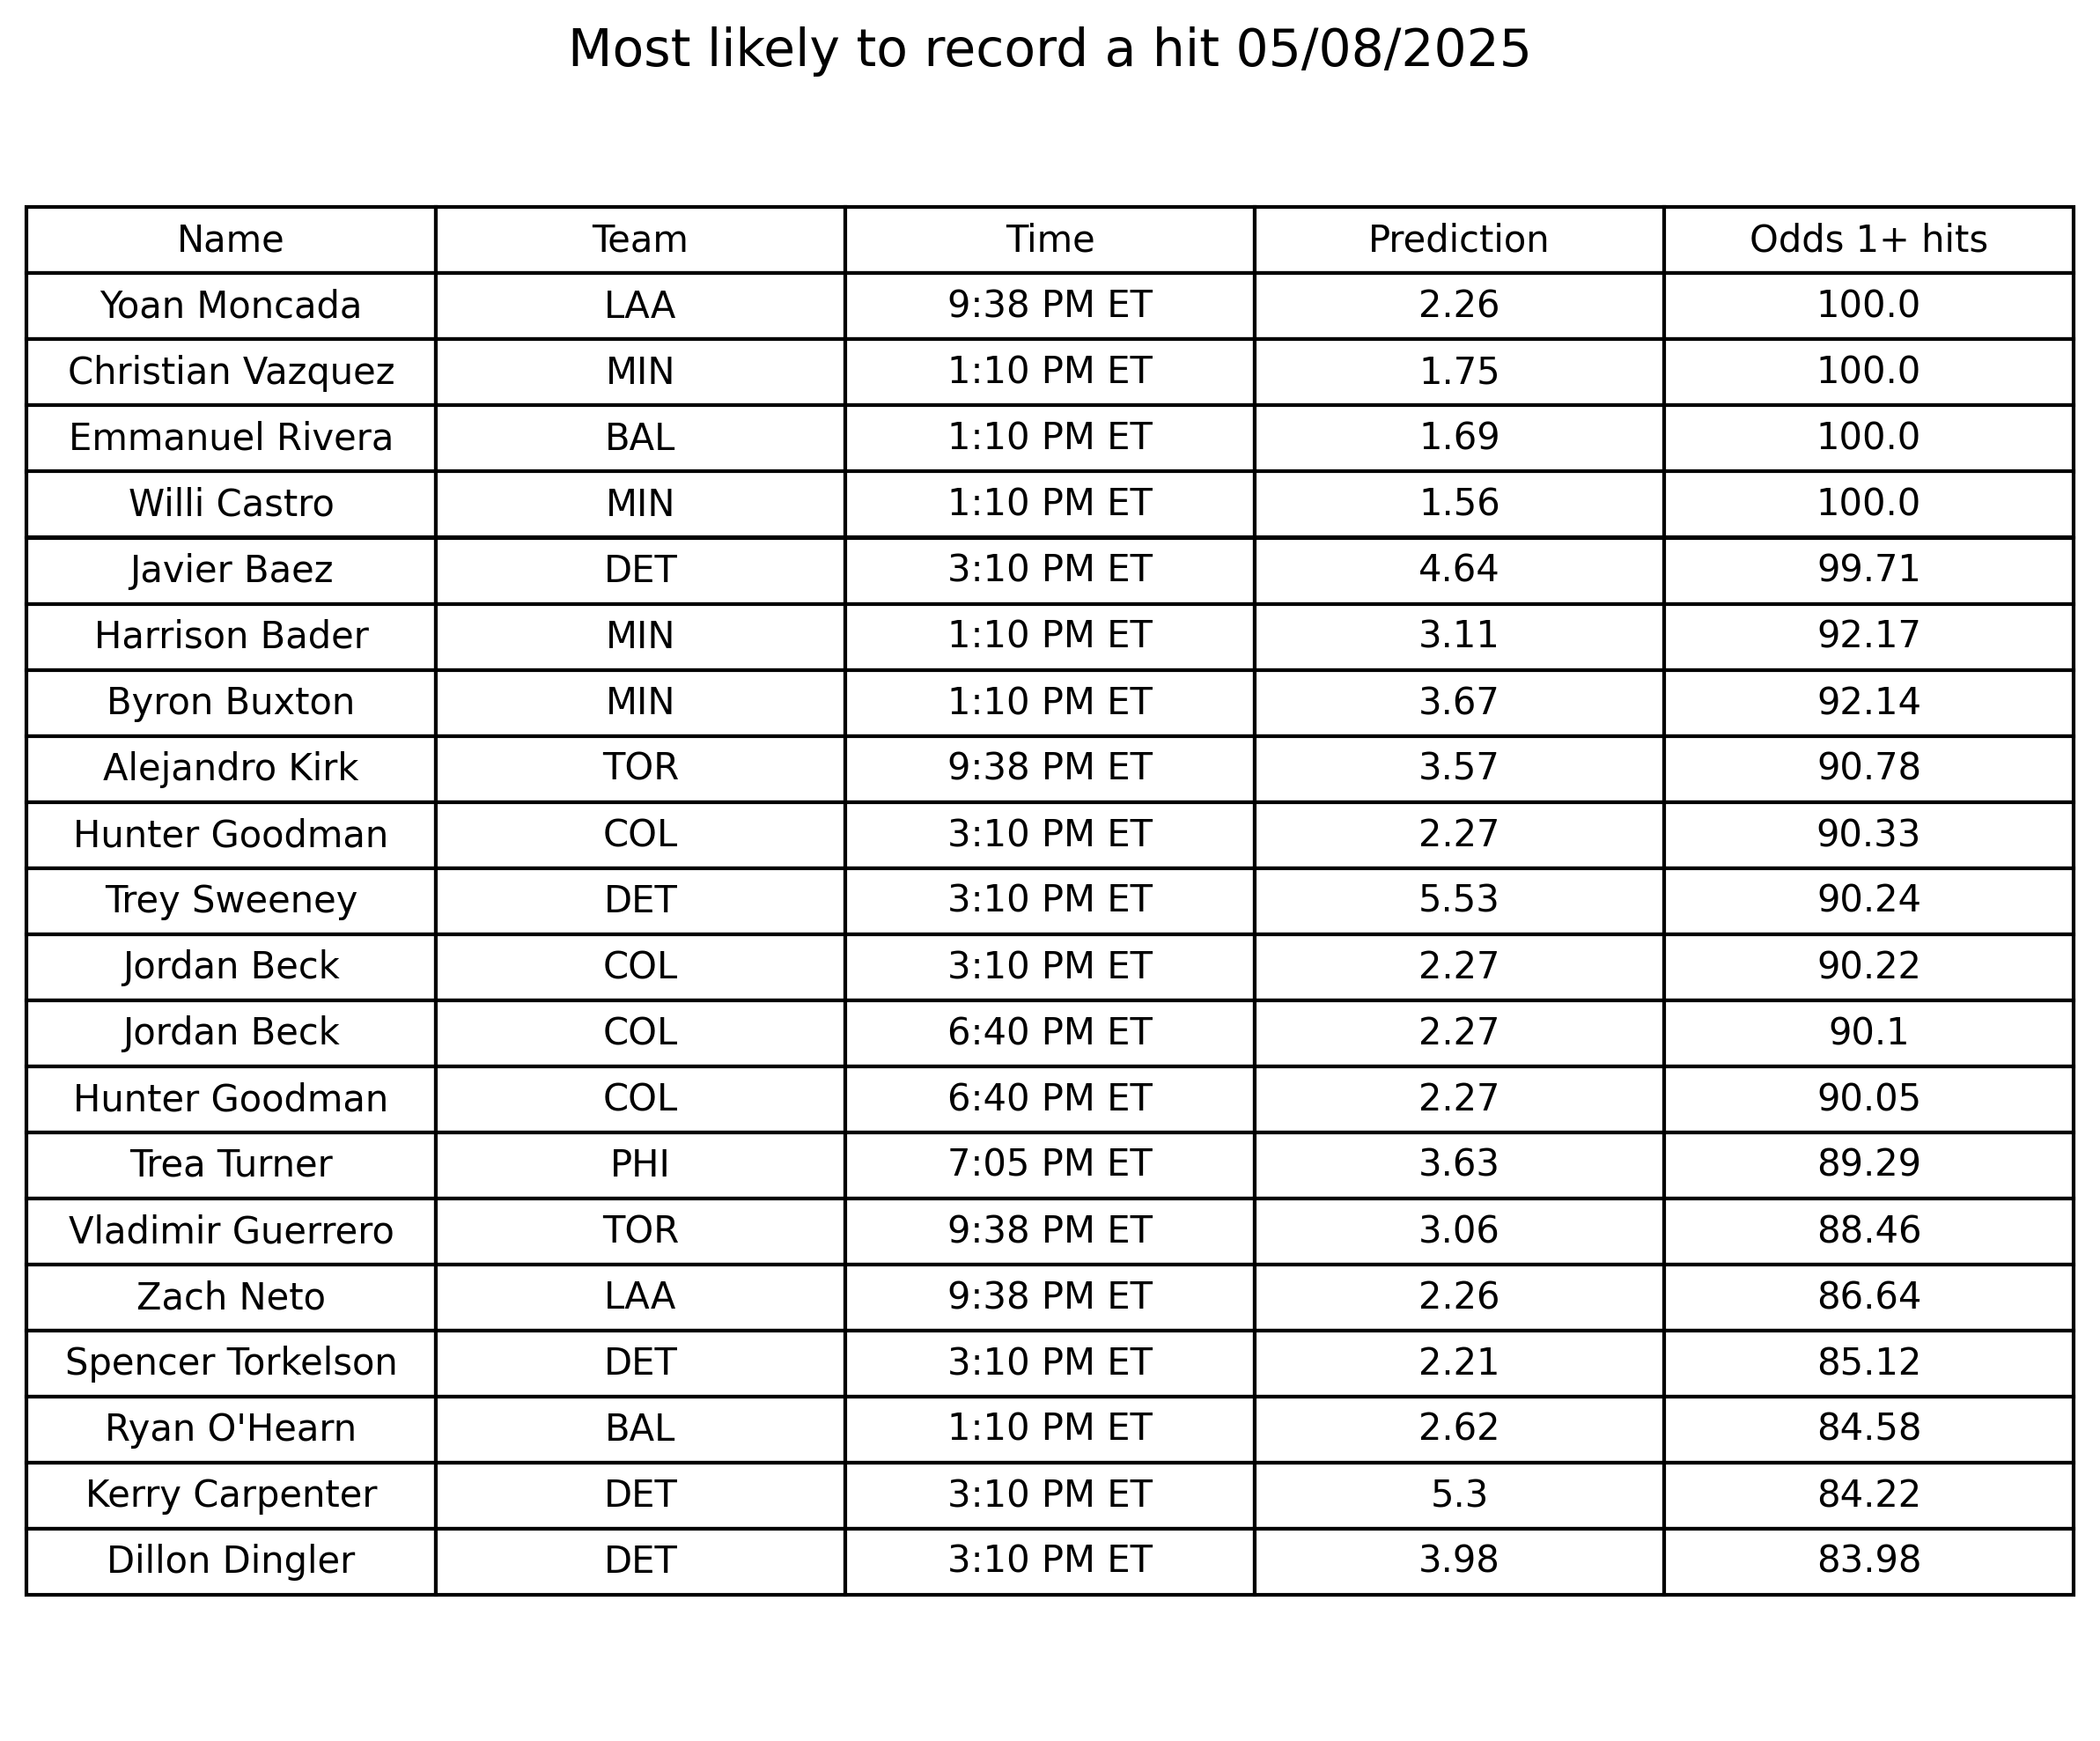 Most likely to record a hit 05/08/2025
Name Team Time Prediction Odds 1+ hits
Yoan Moncada LAA 9:38 PM ET 2.26 100.0
Christian Vazquez MIN 1:10 PM ET 1.75 100.0
Emmanuel Rivera BAL 1:10 PM ET 1.69 100.0
Willi Castro MIN 1:10 PM ET 1.56 100.0
Javier Baez DET 3:10 PM ET 4.64 99.71
Harrison Bader MIN 1:10 PM ET 3.11 92.17
Byron Buxton MIN 1:10 PM ET 3.67 92.14
Alejandro Kirk TOR 9:38 PM ET 3.57 90.78
Hunter Goodman COL 3:10 PM ET 2.27 90.33
Trey Sweeney DET 3:10 PM ET 5.53 90.24
Jordan Beck COL 3:10 PM ET 2.27 90.22
Jordan Beck COL 6:40 PM ET 2.27 90.1
Hunter Goodman COL 6:40 PM ET 2.27 90.05
Trea Turner PHI 7:05 PM ET 3.63 89.29
Vladimir Guerrero TOR 9:38 PM ET 3.06 88.46
Zach Neto LAA 9:38 PM ET 2.26 86.64
Spencer Torkelson DET 3:10 PM ET 2.21 85.12
Ryan O'Hearn BAL 1:10 PM ET 2.62 84.58
Kerry Carpenter DET 3:10 PM ET 5.3 84.22
Dillon Dingler DET 3:10 PM ET 3.98 83.98